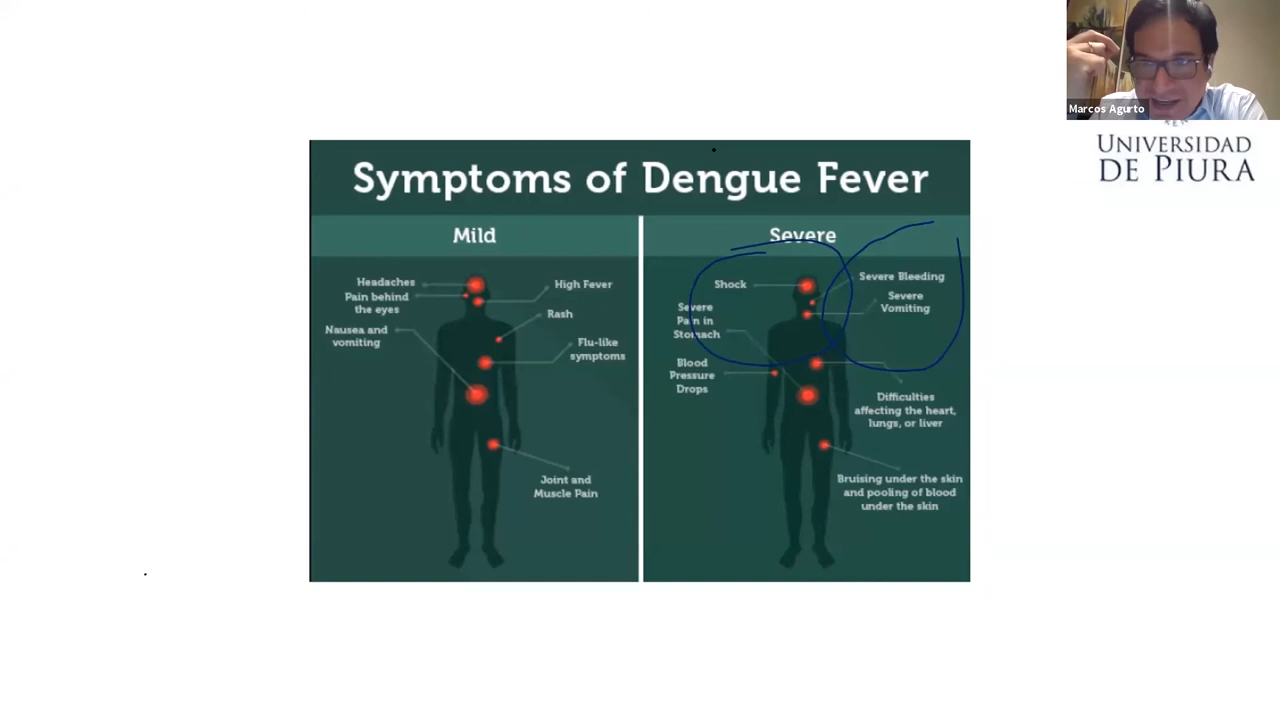 Marcos Agurto
UNIVERSIDAD
DE PIURA
Symptoms of Dengue Fever
Mild
Headaches
Pain behind
the eyes
Nausea and
vomiting
High Fever
Rash
Flu-like
symptoms
Joint and
Muscle Pain
Severe
Shock
Severe
Pain in
Stomach
Blood
Pressure
Drops
Severe Bleeding
Severe
Vomiting
Difficulties
affecting the heart,
lungs, or liver
Bruising under the skin
and pooling of blood
under the skin